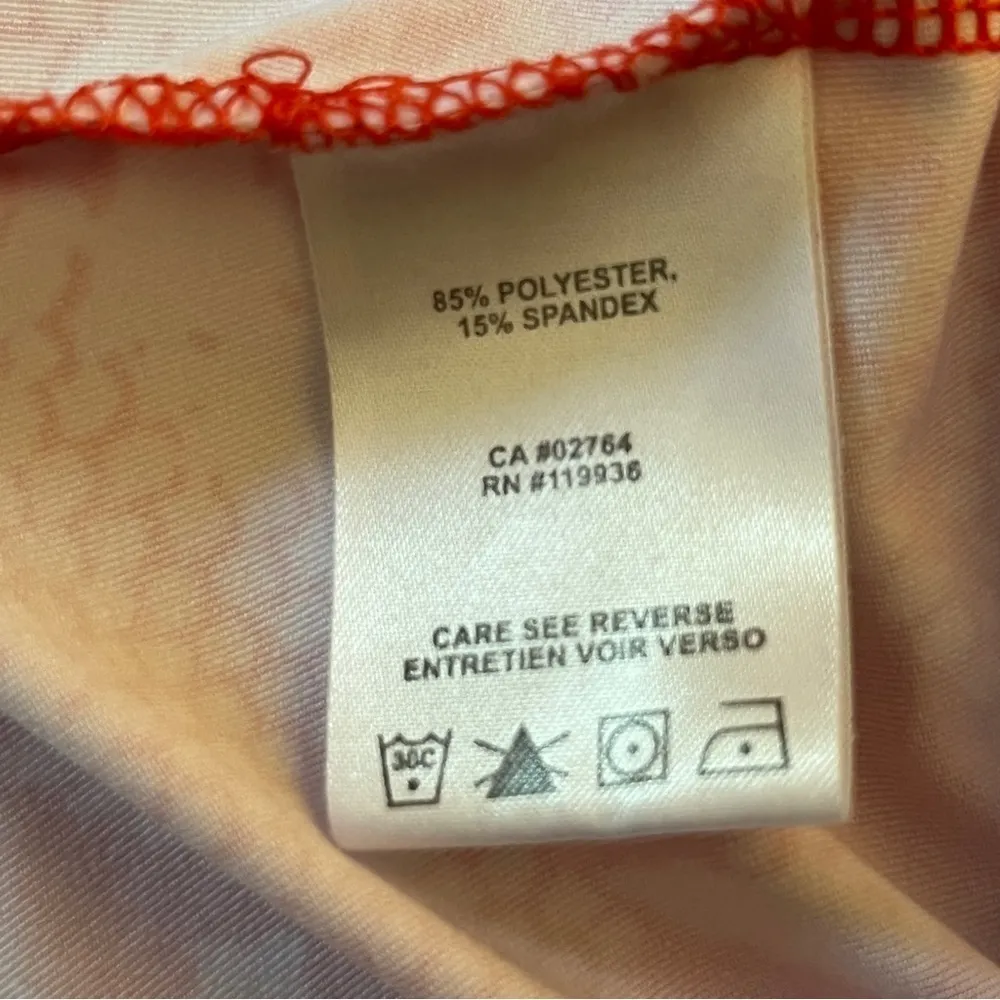 85% POLYESTER,
15% SPANDEX
CA #02764
RN #119936
CARE SEE REVERSE
ENTRETIEN VOIR VERSO
30C